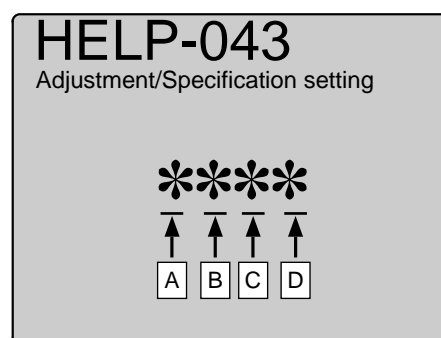 HELP-043
Adjustment/Specification setting
✻✻✻✻
A B C D